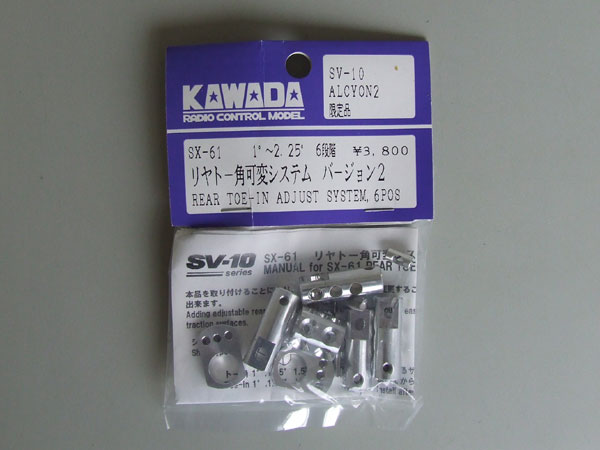 KAWADA
RADIO CONTROL MODEL
SV-10
ALCYON2
限定品
SX-61 1°~2.25° 6段階 ¥3,800
リヤトー角可変システム バージョン2
REAR TOE-IN ADJUST SYSTEM, 6POS
SV-10
series
SX-61 リヤトー角可変シス
MANUAL for SX-61 REAR TOE
本品を取り付けることに
出来ます。
Adding adjustable rear
traction surfaces.